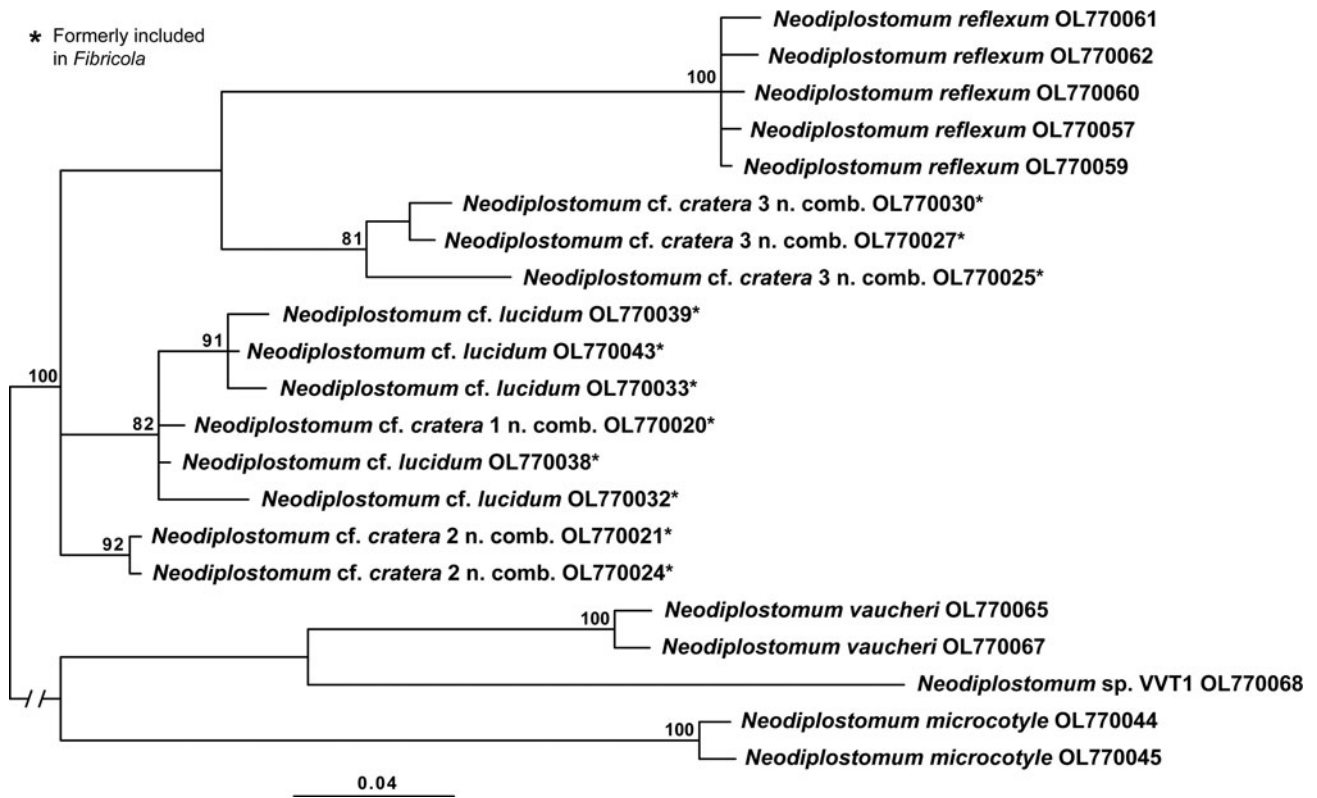 * Formerly included
in Fibricola
Neodiplostomum reflexum OL770061
Neodiplostomum reflexum OL770062
100
Neodiplostomum reflexum OL770060
Neodiplostomum reflexum OL770057
Neodiplostomum reflexum OL770059
Neodiplostomum cf. cratera 3 n. comb. OL770030*
81
Neodiplostomum cf. cratera 3 n. comb. OL770027*
Neodiplostomum cf. cratera 3 n. comb. OL770025*
Neodiplostomum cf. lucidum OL770039*
91
Neodiplostomum cf. lucidum OL770043*
100
Neodiplostomum cf. lucidum OL770033*
82
Neodiplostomum cf. cratera 1 n. comb. OL770020*
Neodiplostomum cf. lucidum OL770038*
Neodiplostomum cf. lucidum OL770032*
92
Neodiplostomum cf. cratera 2 n. comb. OL770021*
Neodiplostomum cf. cratera 2 n. comb. OL770024*
100
Neodiplostomum vaucheri OL770065
Neodiplostomum vaucheri OL770067
Neodiplostomum sp. VVT1 OL770068
100
Neodiplostomum microcotyle OL770044
Neodiplostomum microcotyle OL770045
0.04